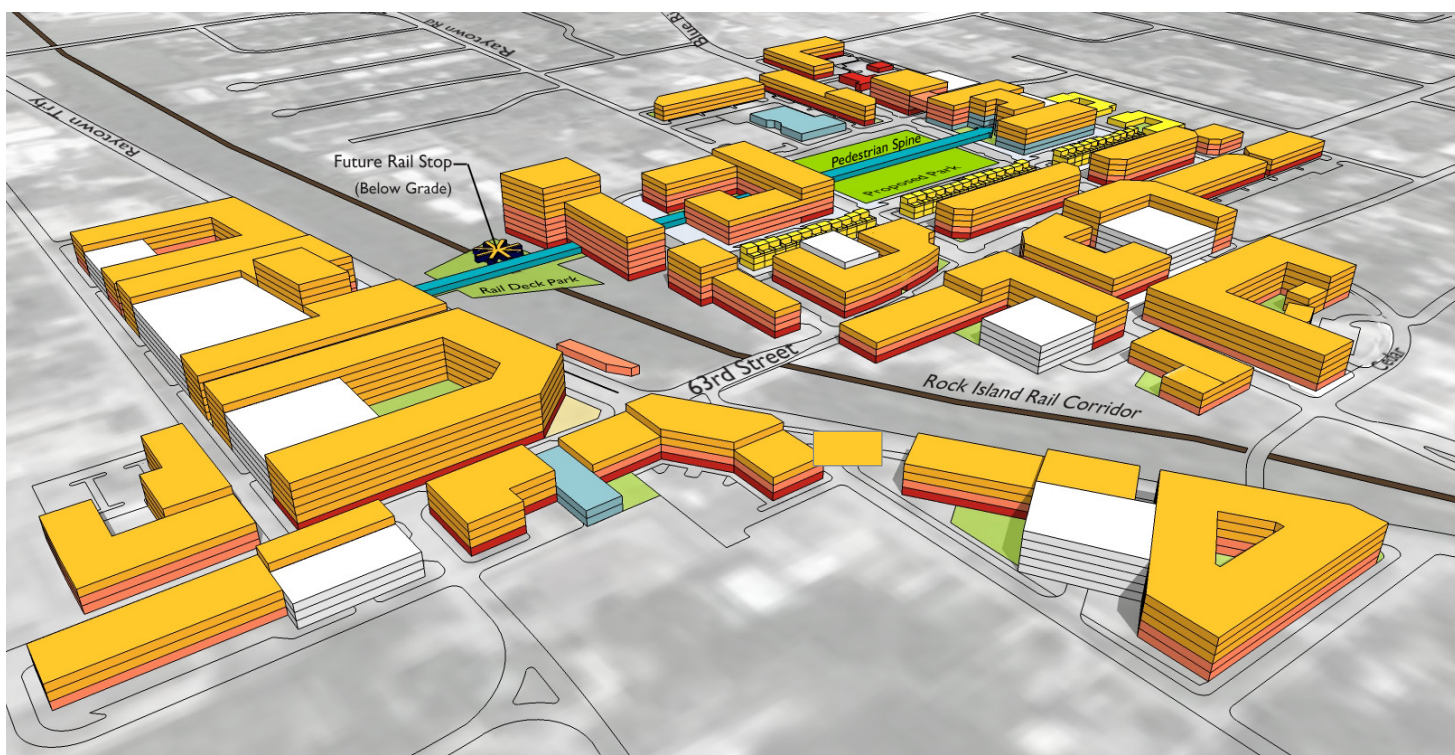 Raytown Rd
Blue R
Raytown Trfy
Future Rail Stop
(Below Grade)
Pedestrian Spine
Proposed Park
Rail Deck Park
63rd Street
Rock Island Rail Corridor
Cedar